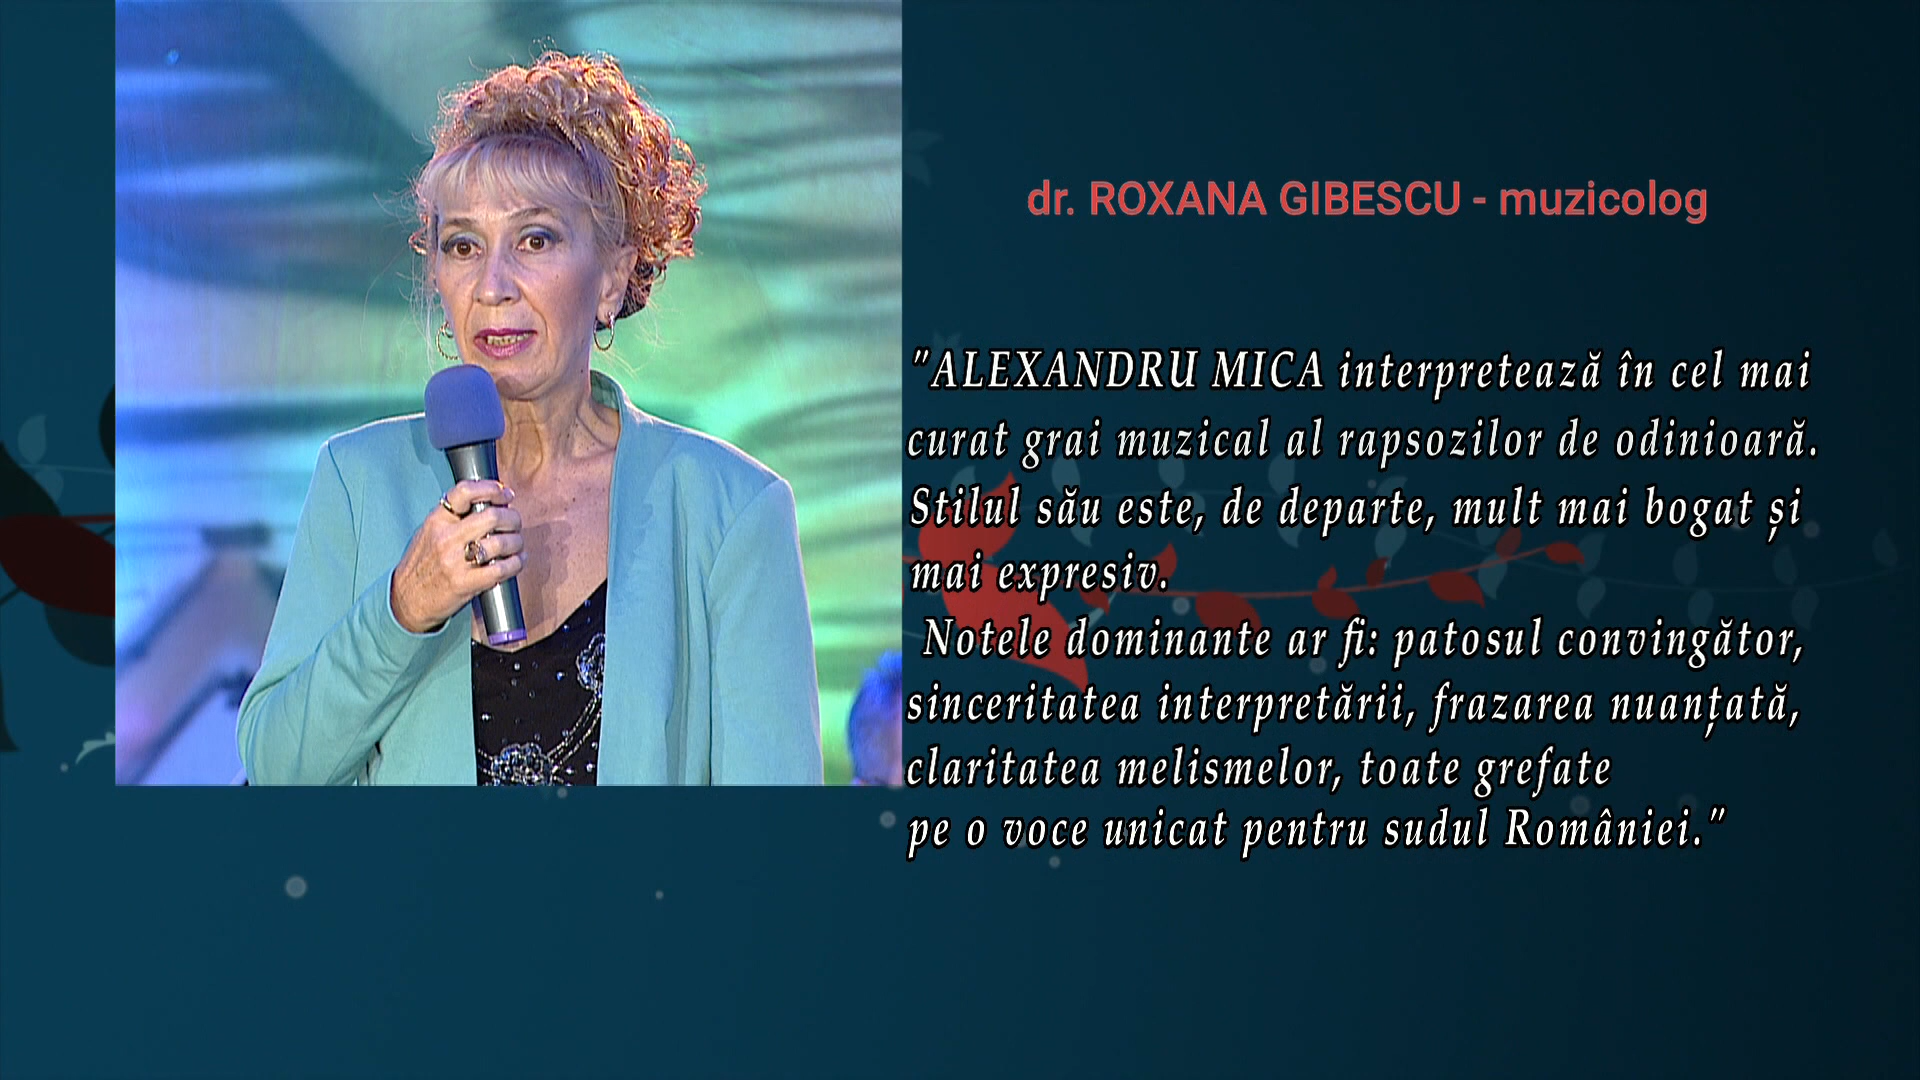 dr. ROXANA GIBESCU - muzicolog
"ALEXANDRU MICA interpretează în cel mai
curat grai muzical al rapsozilor de odinioară.
Stilul său este, de departe, mult mai bogat și
mai expresiv.
Notele dominante ar fi: patosul convingător,
sinceritatea interpretării, frazarea nuanțată,
claritatea melismelor, toate grefate
pe o voce unicat pentru sudul României."